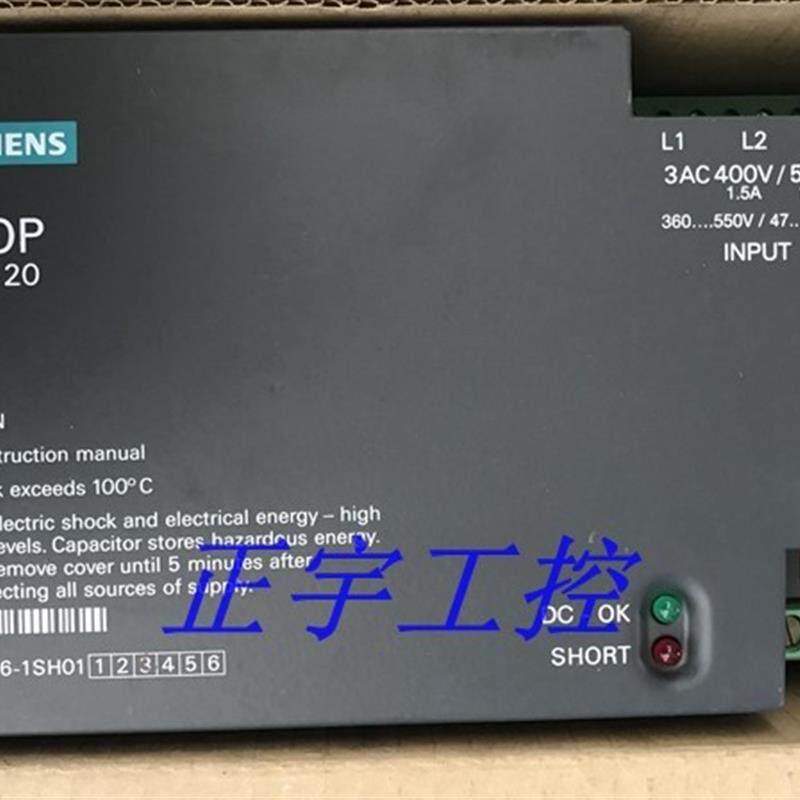 IENS
L1 L2
3AC 400V / 5
1.5A
360....550V / 47..
INPUT
OP
20
N
truction manual
k exceeds 100°C
lectric shock and electrical energy – high
evels. Capacitor stores hazardous energy.
emove cover until 5 minutes after
ecting all sources of supply.
正宇工控
DC OK
SHORT
6-1SH01 1 2 3 4 5 6